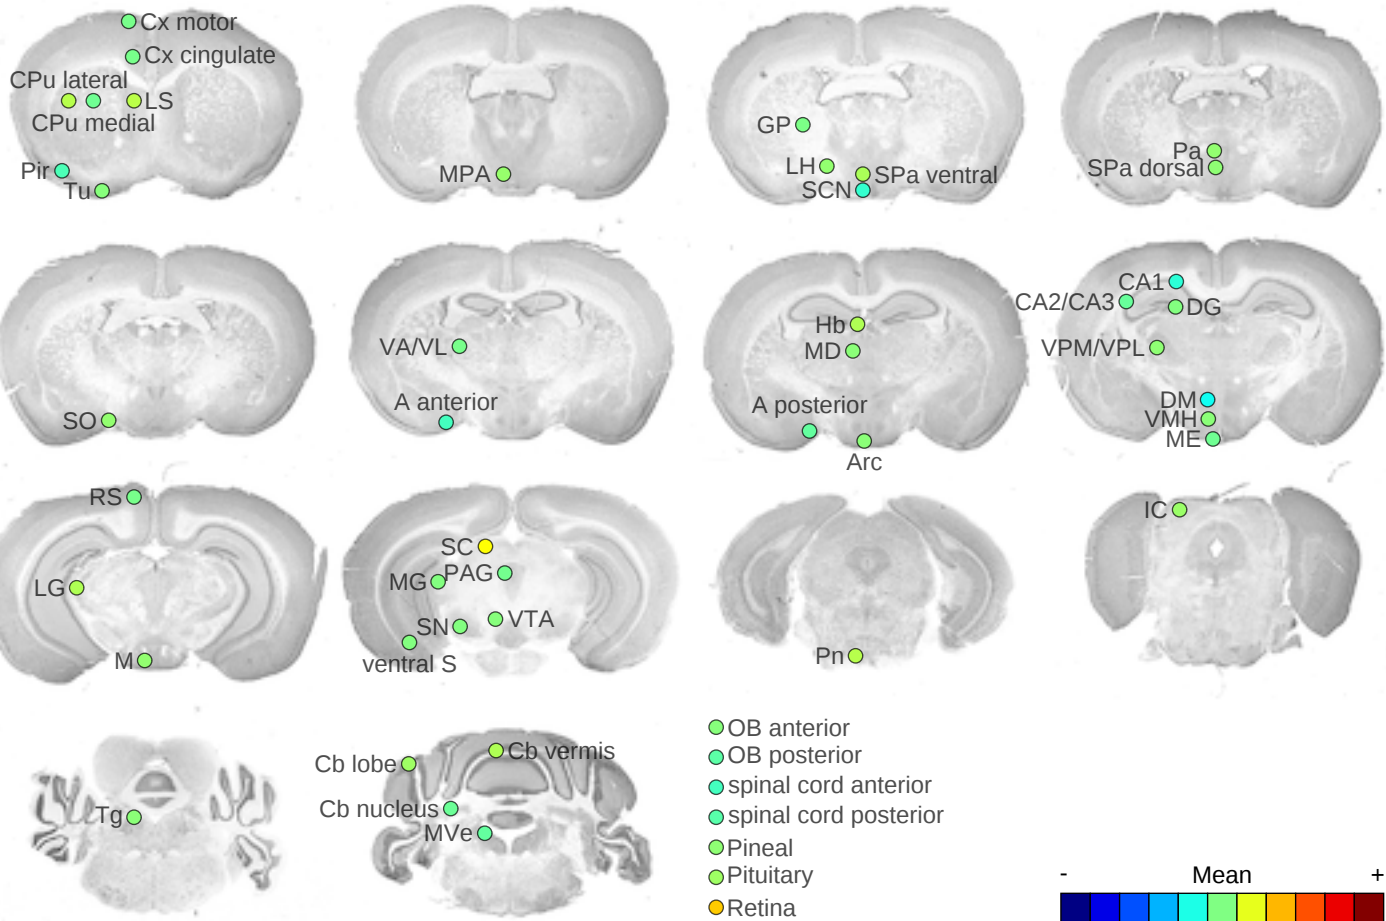 Cx motor
Cx cingulate
CPu lateral
LS
CPu medial
Pir
Tu
MPA
GP
LH
SPa ventral
SCN
Pa
SPa dorsal
SO
VA/VL
A anterior
Hb
MD
A posterior
Arc
CA1
CA2/CA3
DG
VPM/VPL
DM
VMH
ME
RS
LG
M
SC
PAG
MG
SN
VTA
ventral S
Pn
IC
Tg
Cb vermis
Cb lobe
Cb nucleus
MVe
OB anterior
OB posterior
spinal cord anterior
spinal cord posterior
Pineal
Pituitary
Retina
- Mean +